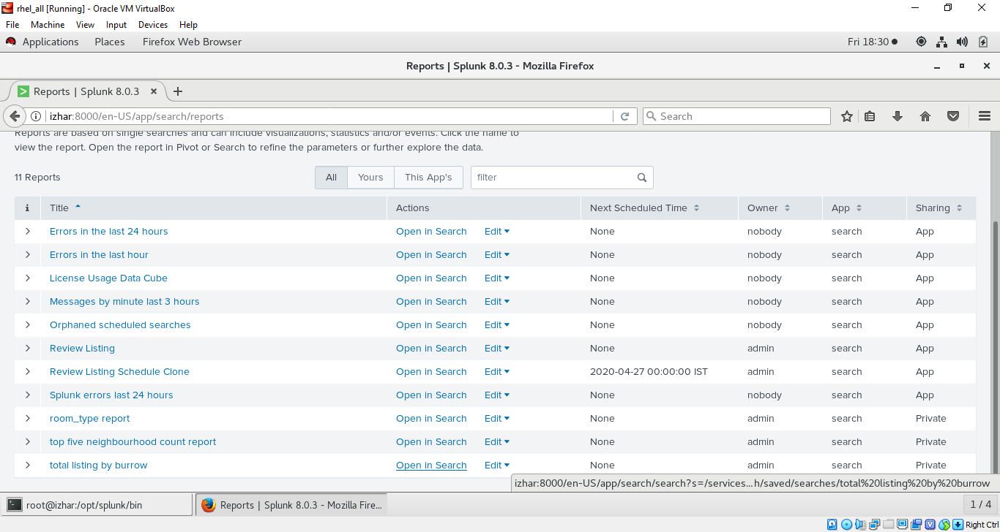 rhel_all [Running] - Oracle VM VirtualBox
File Machine View Input Devices Help
Applications Places Firefox Web Browser Fri 18:30
Reports | Splunk 8.0.3 - Mozilla Firefox
Reports | Splunk 8.0.3
izhar:8000/en-US/app/search/reports Search
Reports are based on single searches and can include visualizations, statistics and/or events. Click the name to
view the report. Open the report in Pivot or Search to refine the parameters or further explore the data.
11 Reports All Yours This App's filter
i Title Actions Next Scheduled Time Owner App Sharing
Errors in the last 24 hours Open in Search Edit None nobody search App
Errors in the last hour Open in Search Edit None nobody search App
License Usage Data Cube Open in Search Edit None nobody search App
Messages by minute last 3 hours Open in Search Edit None nobody search App
Orphaned scheduled searches Open in Search Edit None nobody search App
Review Listing Open in Search Edit None admin search App
Review Listing Schedule Clone Open in Search Edit 2020-04-27 00:00:00 IST admin search App
Splunk errors last 24 hours Open in Search Edit None nobody search App
room_type report Open in Search Edit None admin search Private
top five neighbourhood count report Open in Search Edit None admin search Private
total listing by burrow Open in Search Edit None admin search Private
izhar:8000/en-US/app/search/search?s=/services...h/saved/searches/total%20listing%20by%20burrow
root@izhar:/opt/splunk/bin Reports | Splunk 8.0.3 - Mozilla Fire... 1 / 4
Right Ctrl